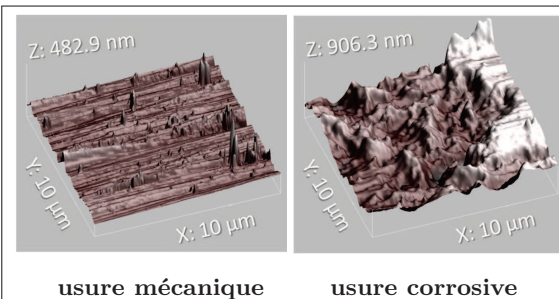 Z: 482.9 nm
Y: 10 µm
X: 10 µm
Z: 906.3 nm
Y: 10 µm
X: 10 µm
usure mécanique
usure corrosive